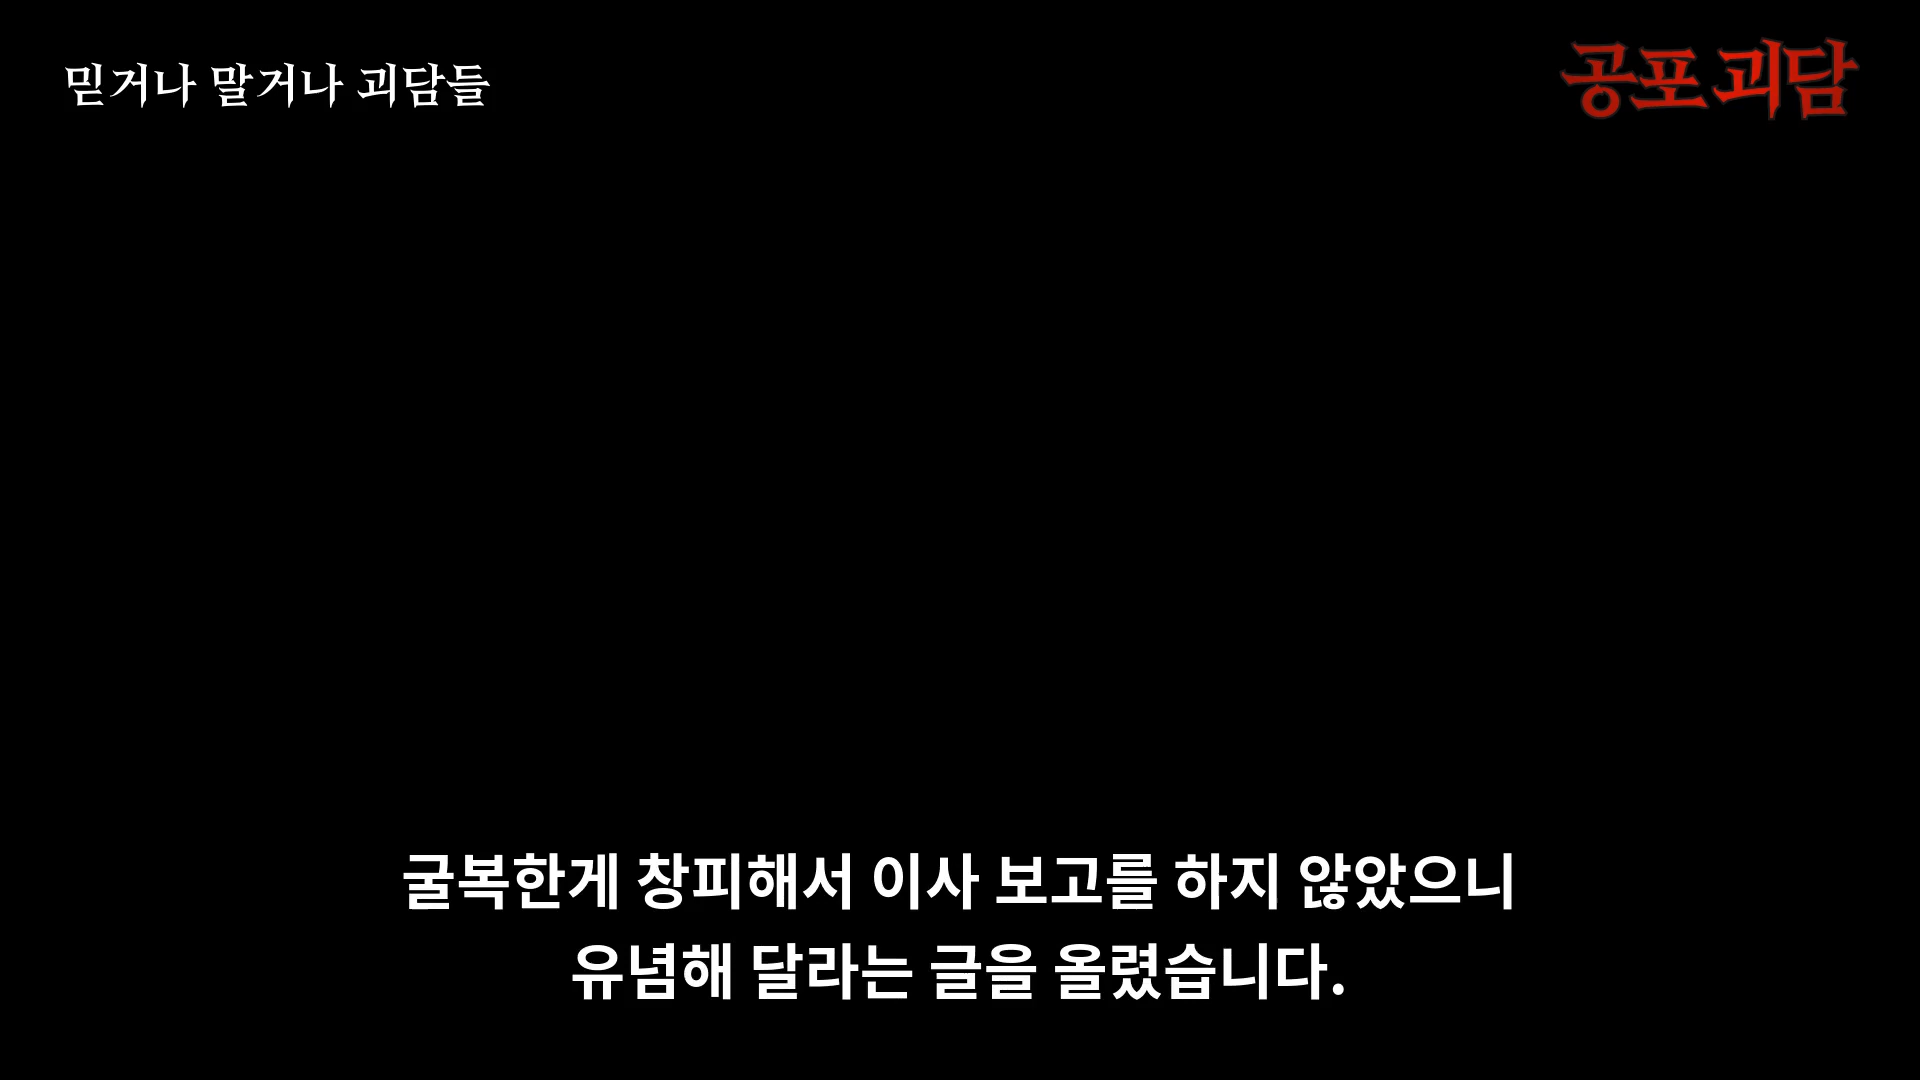 믿거나 말거나 괴담들
공포 괴담
굴복한게 창피해서 이사 보고를 하지 않았으니
유념해 달라는 글을 올렸습니다.